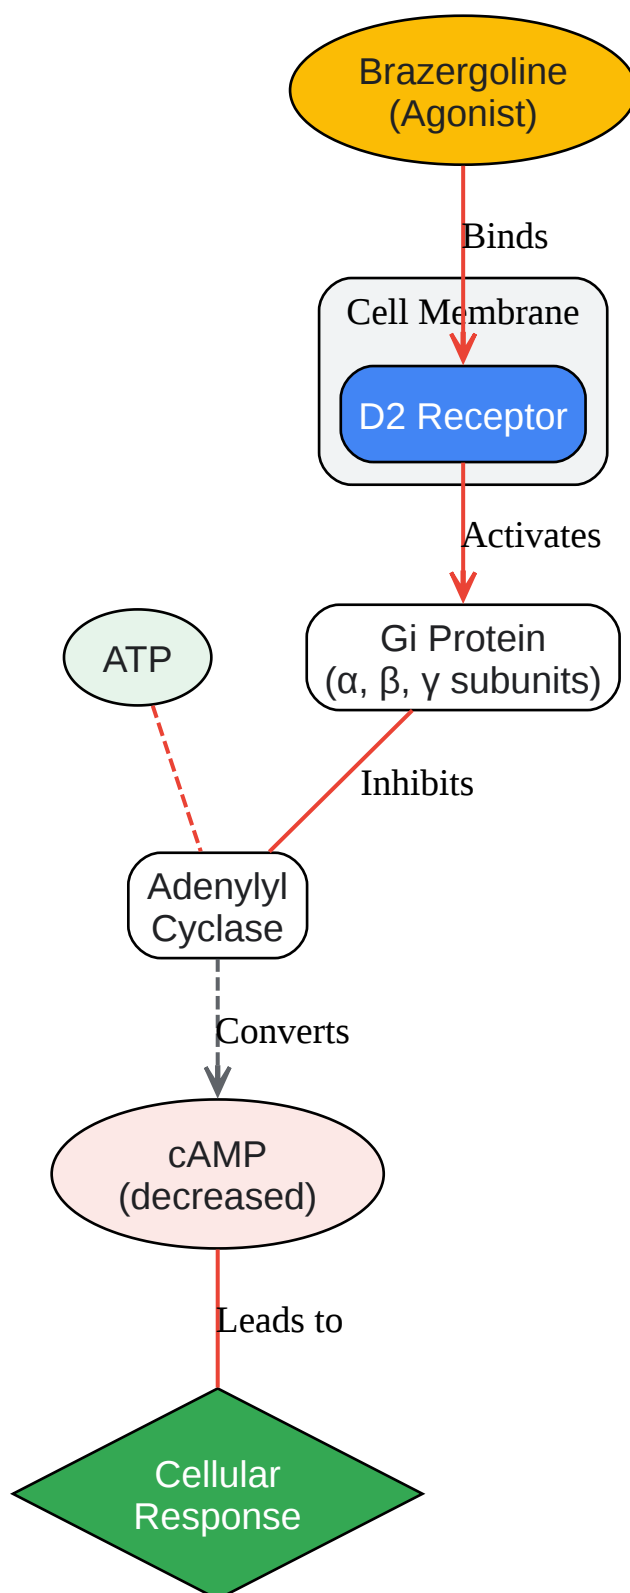 Brazergoline
(Agonist)
Binds
Cell Membrane
D2 Receptor
Activates
Gi Protein
(α, β, γ subunits)
ATP
Inhibits
Adenylyl
Cyclase
Converts
cAMP
(decreased)
Leads to
Cellular
Response